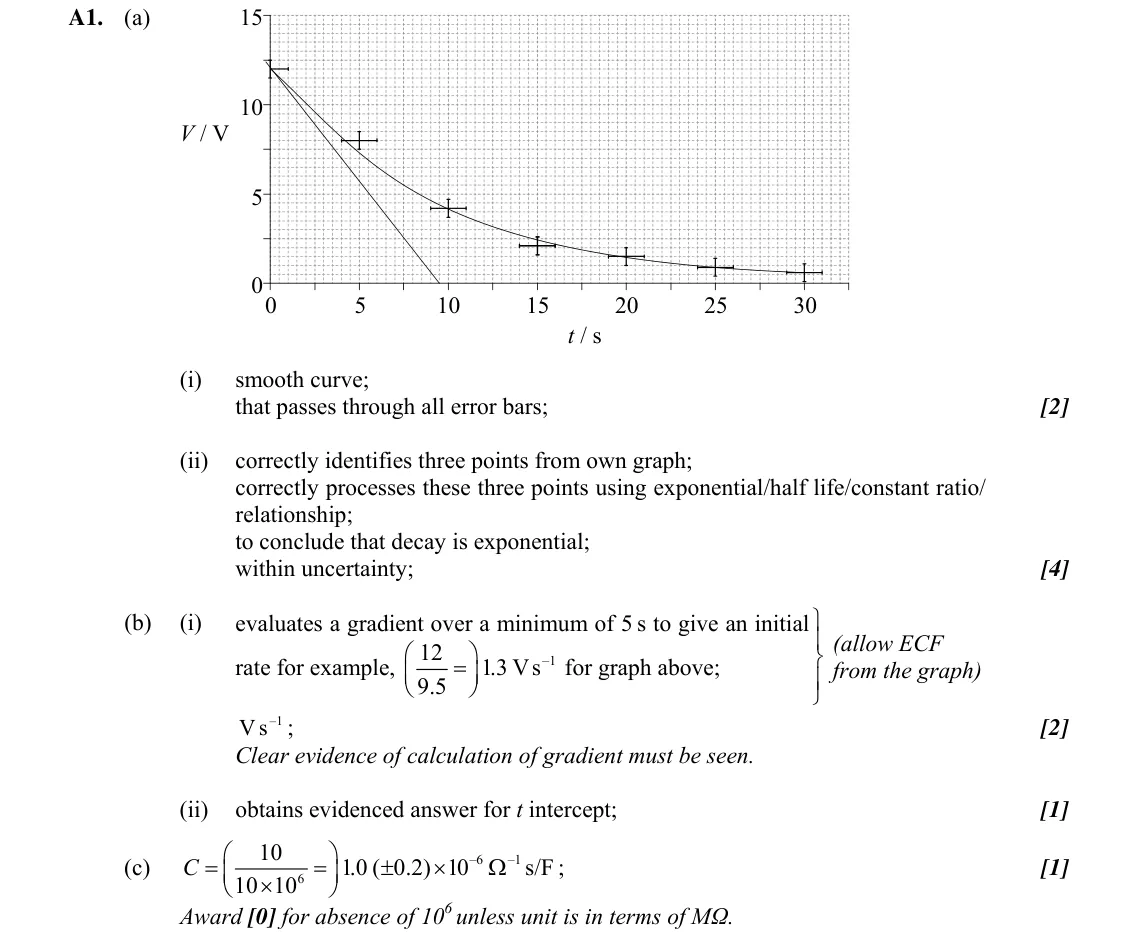 A1. (a)
15
10
V / V
5
0
0 5 10 15 20 25 30
t / s
(i) smooth curve;
that passes through all error bars; [2]
(ii) correctly identifies three points from own graph;
correctly processes these three points using exponential/half life/constant ratio/
relationship;
to conclude that decay is exponential;
within uncertainty; [4]
(b) (i) evaluates a gradient over a minimum of 5 s to give an initial
rate for example, (12/9.5 =) 1.3 V s⁻¹ for graph above;
(allow ECF
from the graph)
V s⁻¹ ; [2]
Clear evidence of calculation of gradient must be seen.
(ii) obtains evidenced answer for t intercept; [1]
(c) C = (10/10×10⁶ =) 1.0 (±0.2)×10⁻⁶ Ω⁻¹ s/F ; [1]
Award [0] for absence of 10⁶ unless unit is in terms of MΩ.